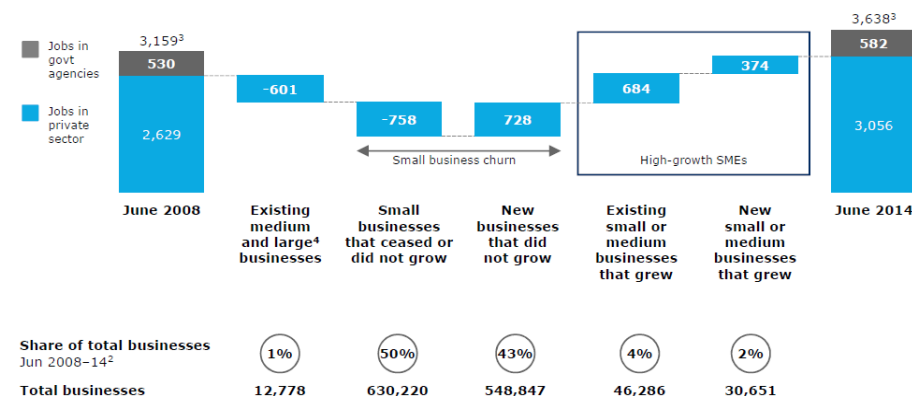 Jobs in
govt
agencies
Jobs in
private
sector
3,159³
530
2,629
-601
-758
728
Small business churn
684
374
High-growth SMEs
3,638³
582
3,056
June 2008
Existing
medium
and large⁴
businesses
Small
businesses
that ceased or
did not grow
New
businesses
that did
not grow
Existing
small or
medium
businesses
that grew
New
small or
medium
businesses
that grew
June 2014
Share of total businesses
Jun 2008–14²
1%
50%
43%
4%
2%
Total businesses
12,778
630,220
548,847
46,286
30,651